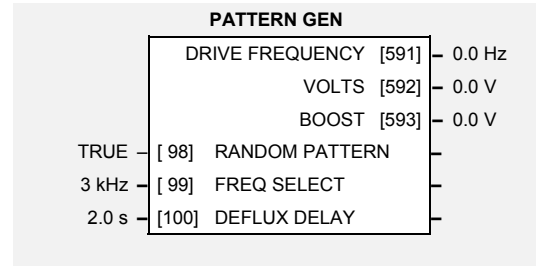 PATTERN GEN
DRIVE FREQUENCY [591] – 0.0 Hz
VOLTS [592] – 0.0 V
BOOST [593] – 0.0 V
TRUE – [ 98] RANDOM PATTERN –
3 kHz – [ 99] FREQ SELECT –
2.0 s – [100] DEFLUX DELAY –